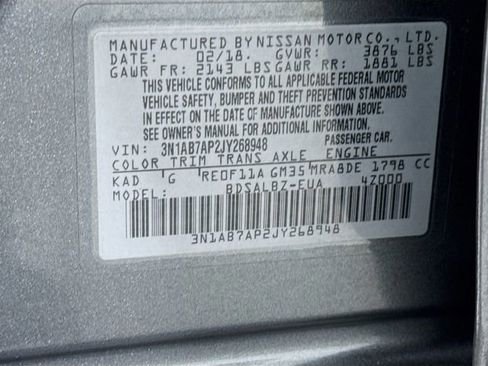 MANUFACTURED BY NISSAN MOTOR CO., LTD.
DATE: 02/18. GVWR: 3876 LBS
GAWR FR: 2143 LBS GAWR RR: 1881 LBS
THIS VEHICLE CONFORMS TO ALL APPLICABLE FEDERAL MOTOR
VEHICLE SAFETY, BUMPER AND THEFT PREVENTION STANDARDS
IN EFFECT ON THE DATE OF MANUFACTURE SHOWN ABOVE.
SEE OWNER'S MANUAL FOR ADDITIONAL INFORMATION.
VIN: 3N1AB7AP2JY268948 PASSENGER CAR.
COLOR TRIM TRANS AXLE ENGINE
KAD G RE0F11A GM35 MRA8DE 1798 CC
MODEL: BDSALBZ-EUA 4Z000
3N1AB7AP2JY268948